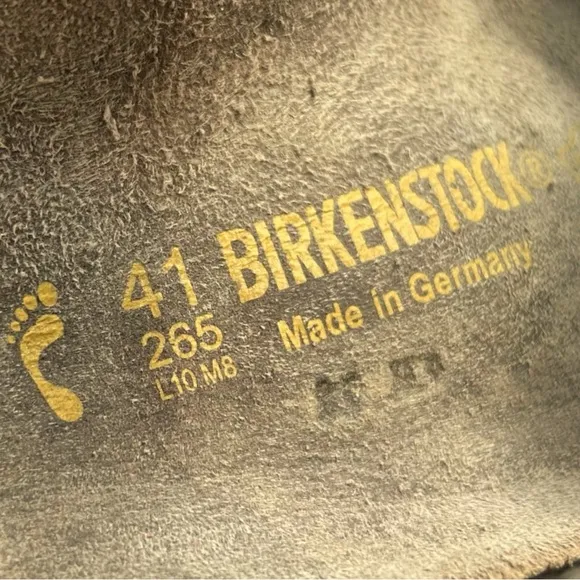 41 BIRKENSTOCK®
265 Made in Germany
L10 M8